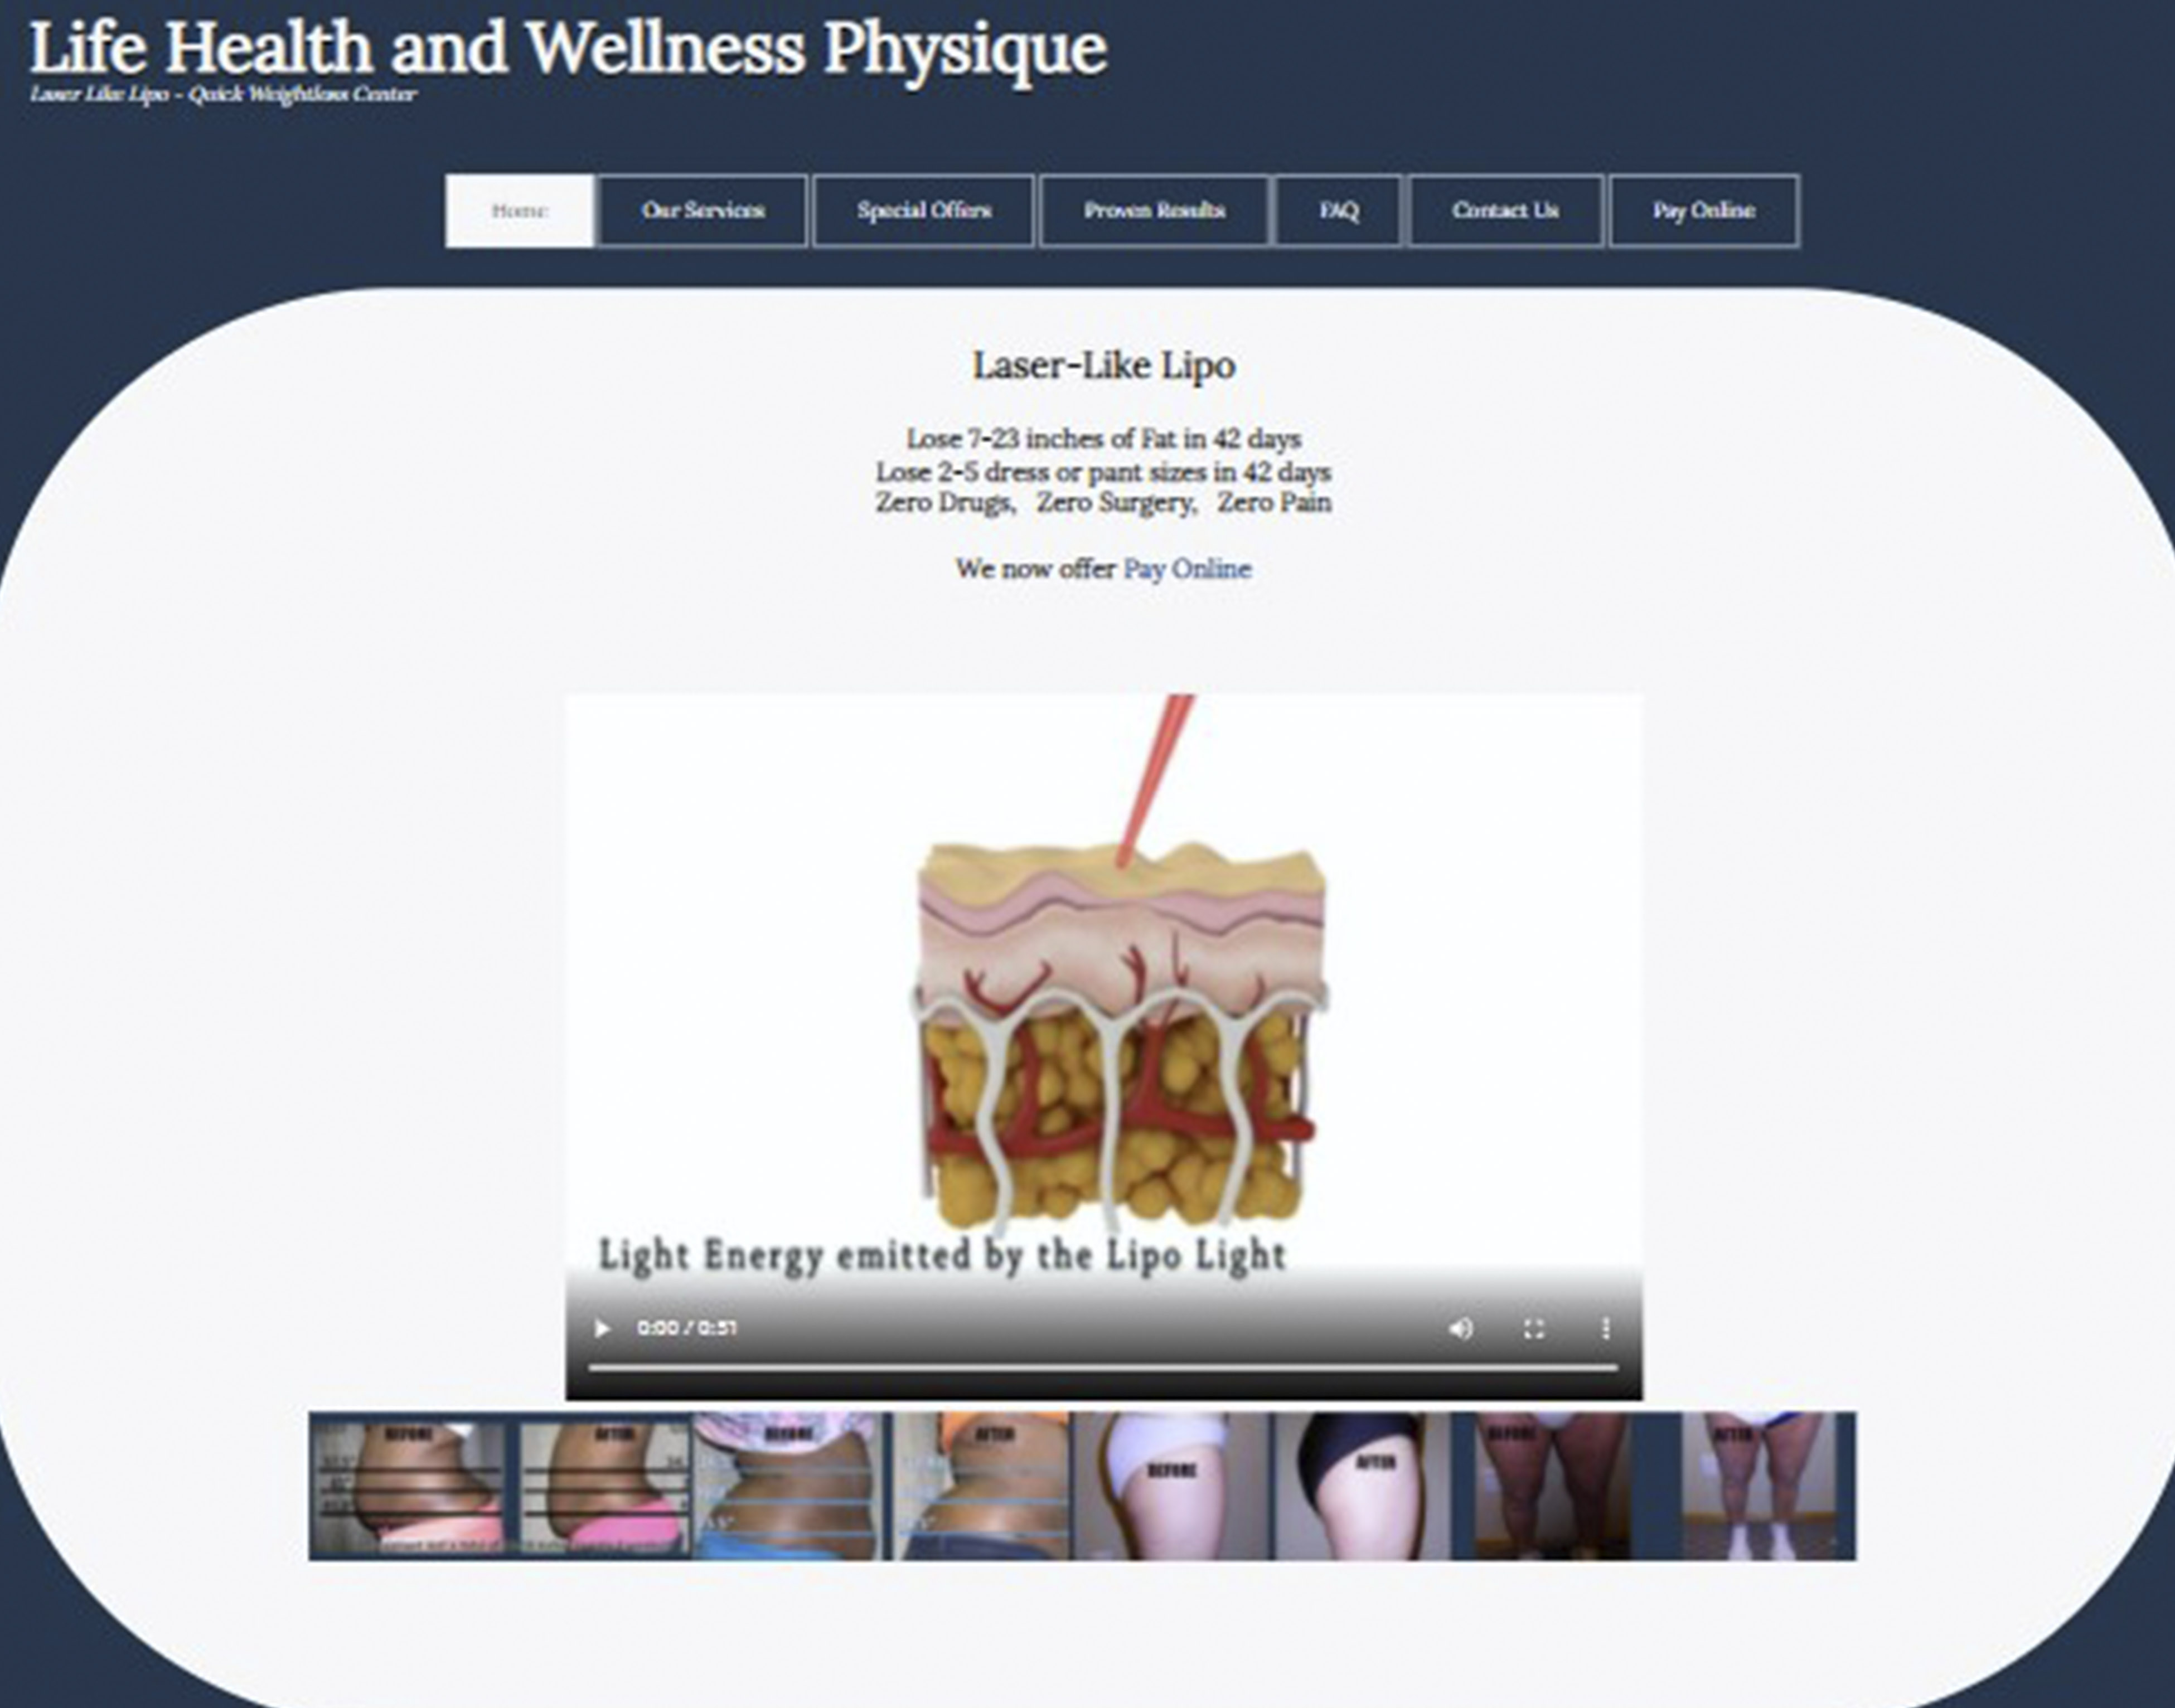 Life Health and Wellness Physique
Laser Like Lipo - Quick Weightloss Center
Home
Our Services
Special Offers
Proven Results
FAQ
Contact Us
Pay Online
Laser-Like Lipo
Lose 7-23 inches of Fat in 42 days
Lose 2-5 dress or pant sizes in 42 days
Zero Drugs, Zero Surgery, Zero Pain
We now offer Pay Online
Light Energy emitted by the Lipo Light
0:00 / 0:51
BEFORE
AFTER
BEFORE
AFTER
BEFORE
AFTER
BEFORE
AFTER